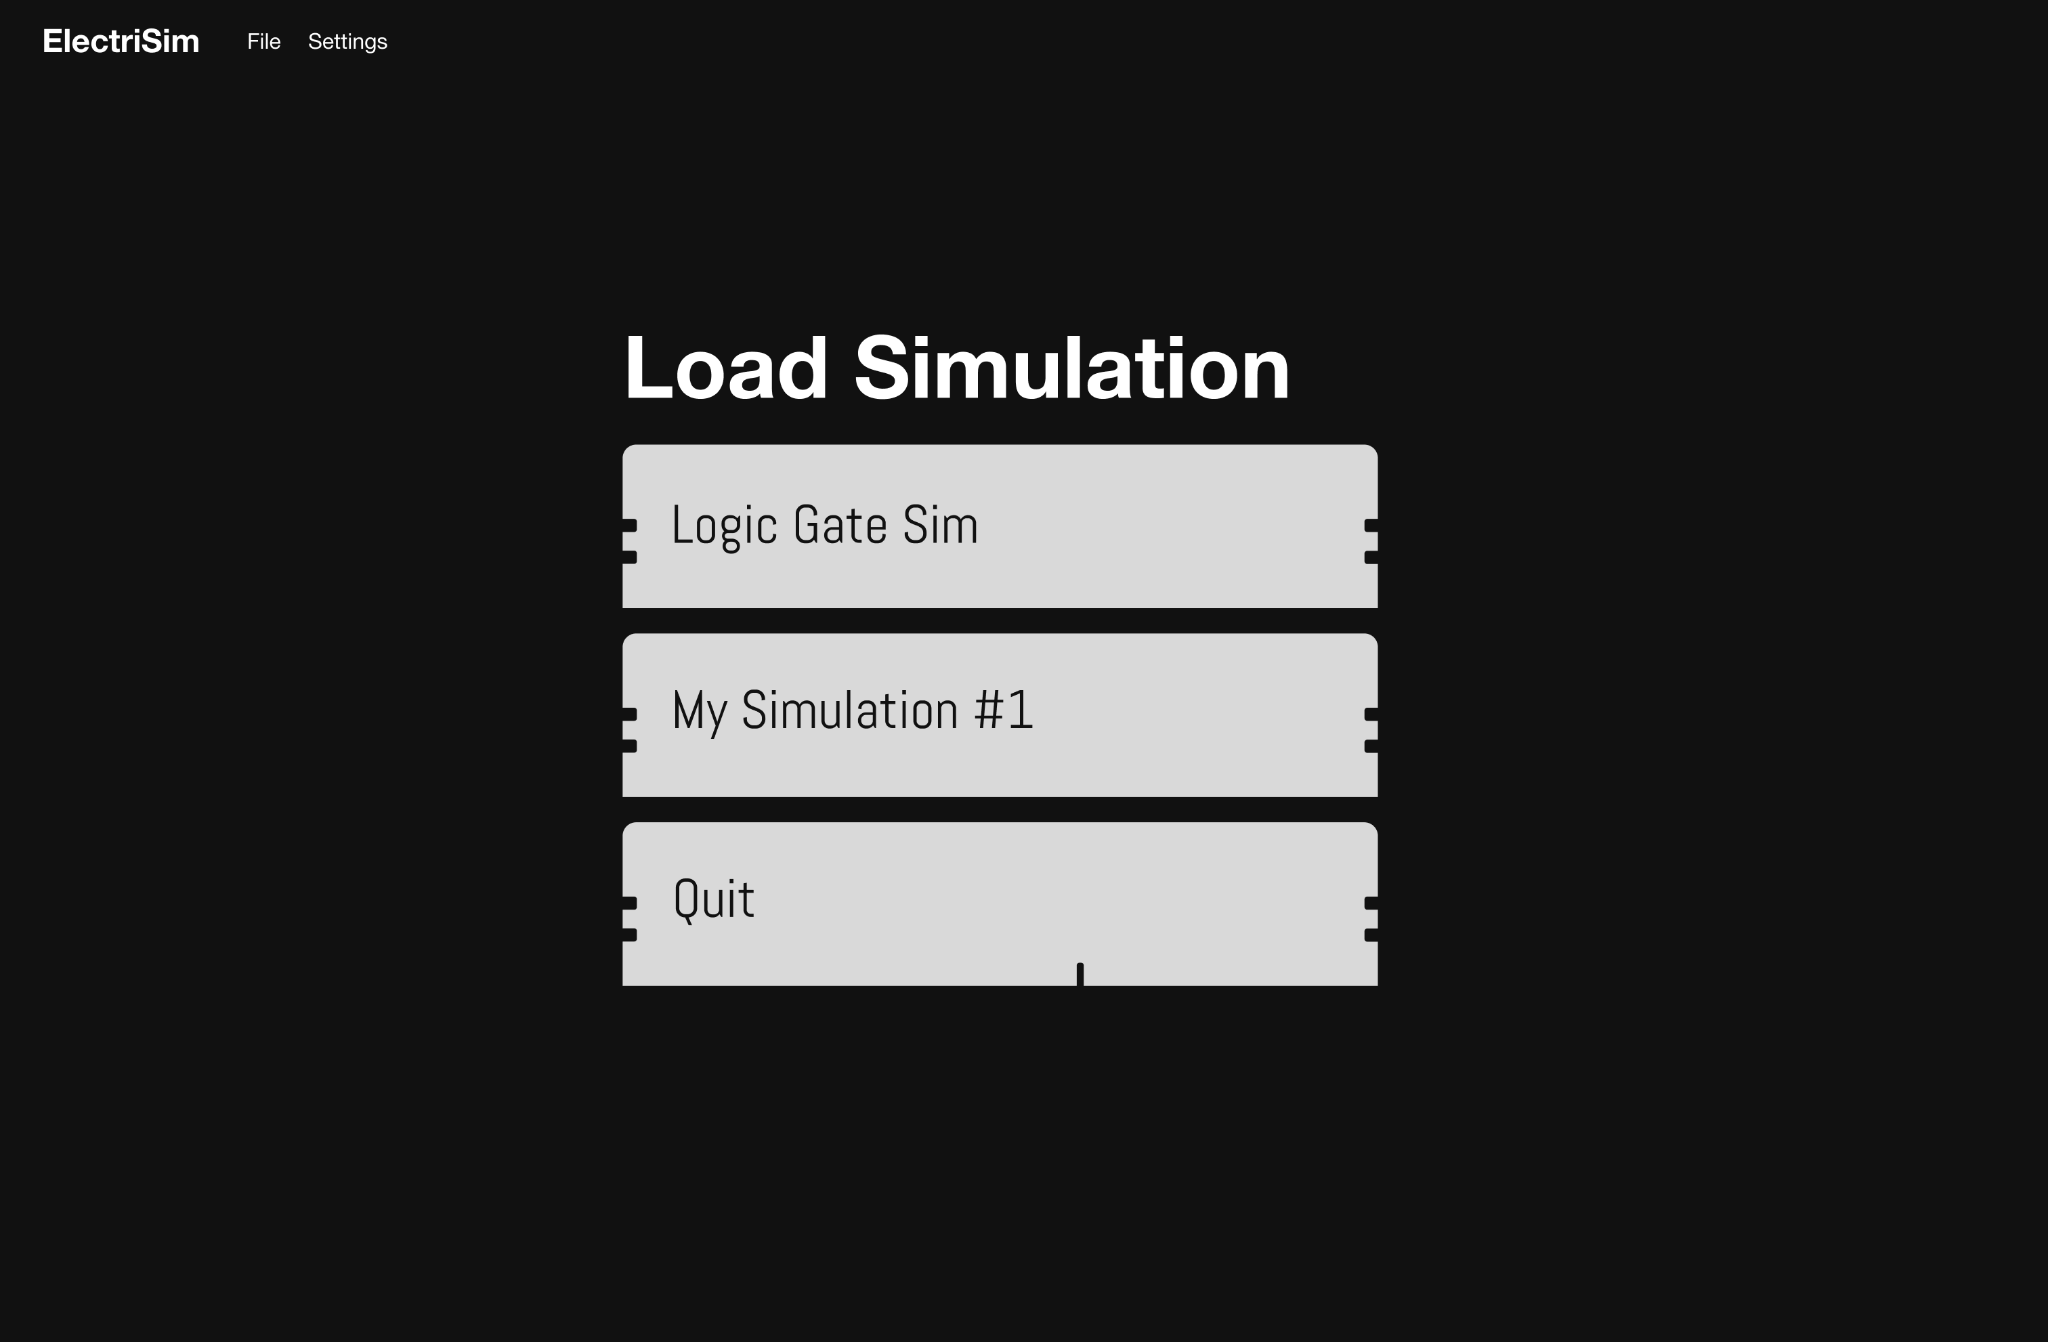 ElectriSim File Settings
Load Simulation
Logic Gate Sim
My Simulation #1
Quit